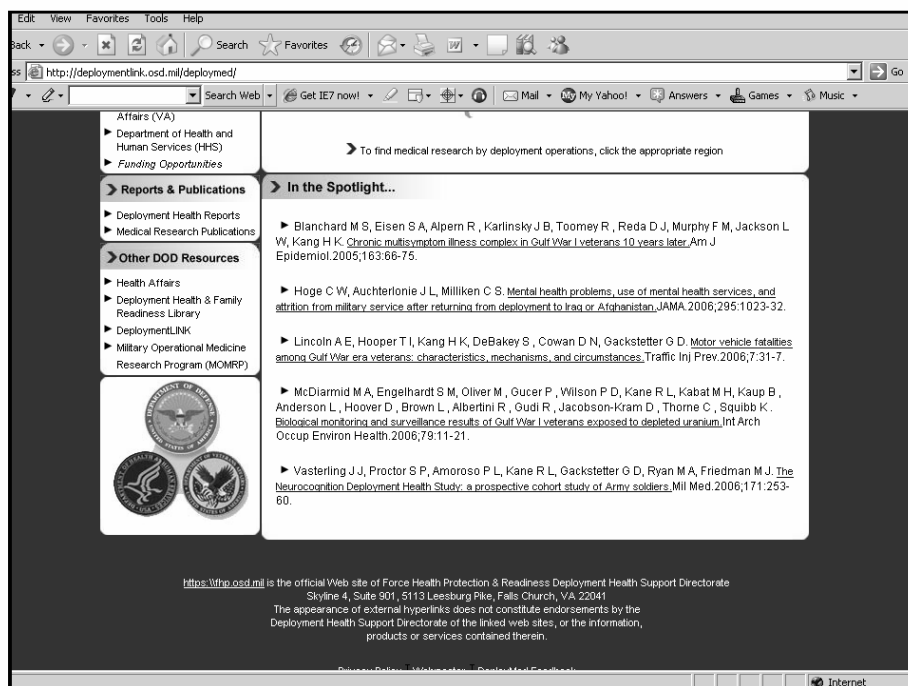 Edit View Favorites Tools Help
Back Search Favorites
ss http://deploymentlink.osd.mil/deploymed/ Go
Search Web Get IE7 now! Mail My Yahoo! Answers Games Music
Affairs (VA)
Department of Health and
Human Services (HHS)
Funding Opportunities
Reports & Publications
Deployment Health Reports
Medical Research Publications
Other DOD Resources
Health Affairs
Deployment Health & Family
Readiness Library
DeploymentLINK
Military Operational Medicine
Research Program (MOMRP)
To find medical research by deployment operations, click the appropriate region
In the Spotlight...
Blanchard M S, Eisen S A, Alpern R , Karlinsky J B, Toomey R , Reda D J, Murphy F M, Jackson L
W, Kang H K. Chronic multisymptom illness complex in Gulf War I veterans 10 years later.Am J
Epidemiol.2005;163:66-75.
Hoge C W, Auchterlonie J L, Milliken C S. Mental health problems, use of mental health services, and
attrition from military service after returning from deployment to Iraq or Afghanistan.JAMA.2006;295:1023-32.
Lincoln A E, Hooper T I, Kang H K, DeBakey S , Cowan D N, Gackstetter G D. Motor vehicle fatalities
among Gulf War era veterans: characteristics, mechanisms, and circumstances.Traffic Inj Prev.2006;7:31-7.
McDiarmid M A, Engelhardt S M, Oliver M , Gucer P , Wilson P D, Kane R L, Kabat M H, Kaup B ,
Anderson L , Hoover D , Brown L , Albertini R , Gudi R , Jacobson-Kram D , Thorne C , Squibb K .
Biological monitoring and surveillance results of Gulf War I veterans exposed to depleted uranium.Int Arch
Occup Environ Health.2006;79:11-21.
Vasterling J J, Proctor S P, Amoroso P L, Kane R L, Gackstetter G D, Ryan M A, Friedman M J. The
Neurocognition Deployment Health Study: a prospective cohort study of Army soldiers.Mil Med.2006;171:253-
60.
https:\\fhp.osd.mil is the official Web site of Force Health Protection & Readiness Deployment Health Support Directorate
Skyline 4, Suite 901, 5113 Leesburg Pike, Falls Church, VA 22041
The appearance of external hyperlinks does not constitute endorsements by the
Deployment Health Support Directorate of the linked web sites, or the information,
products or services contained therein.
Internet